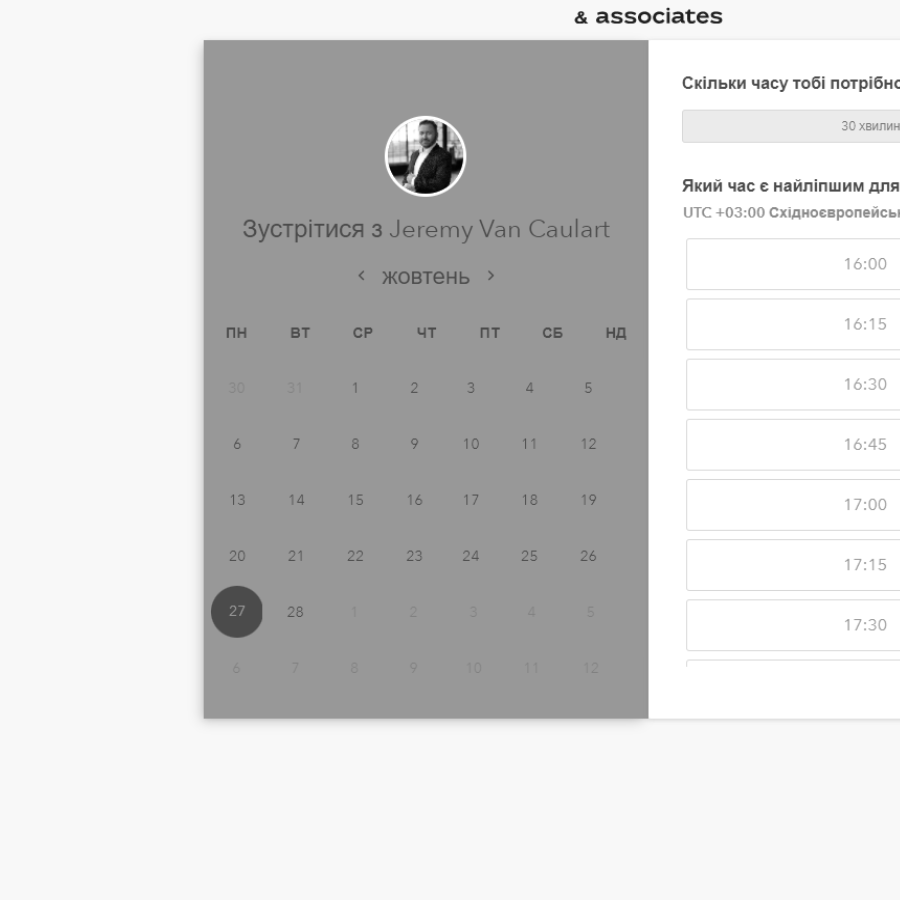 & associates
Зустрітися з Jeremy Van Caulart
жовтень
ПН ВТ СР ЧТ ПТ СБ НД
30 31 1 2 3 4 5
6 7 8 9 10 11 12
13 14 15 16 17 18 19
20 21 22 23 24 25 26
27 28 1 2 3 4 5
6 7 8 9 10 11 12
Скільки часу тобі потрібно
30 хвилин
Який час є найліпшим для
UTC +03:00 Східноєвропейсь
16:00
16:15
16:30
16:45
17:00
17:15
17:30